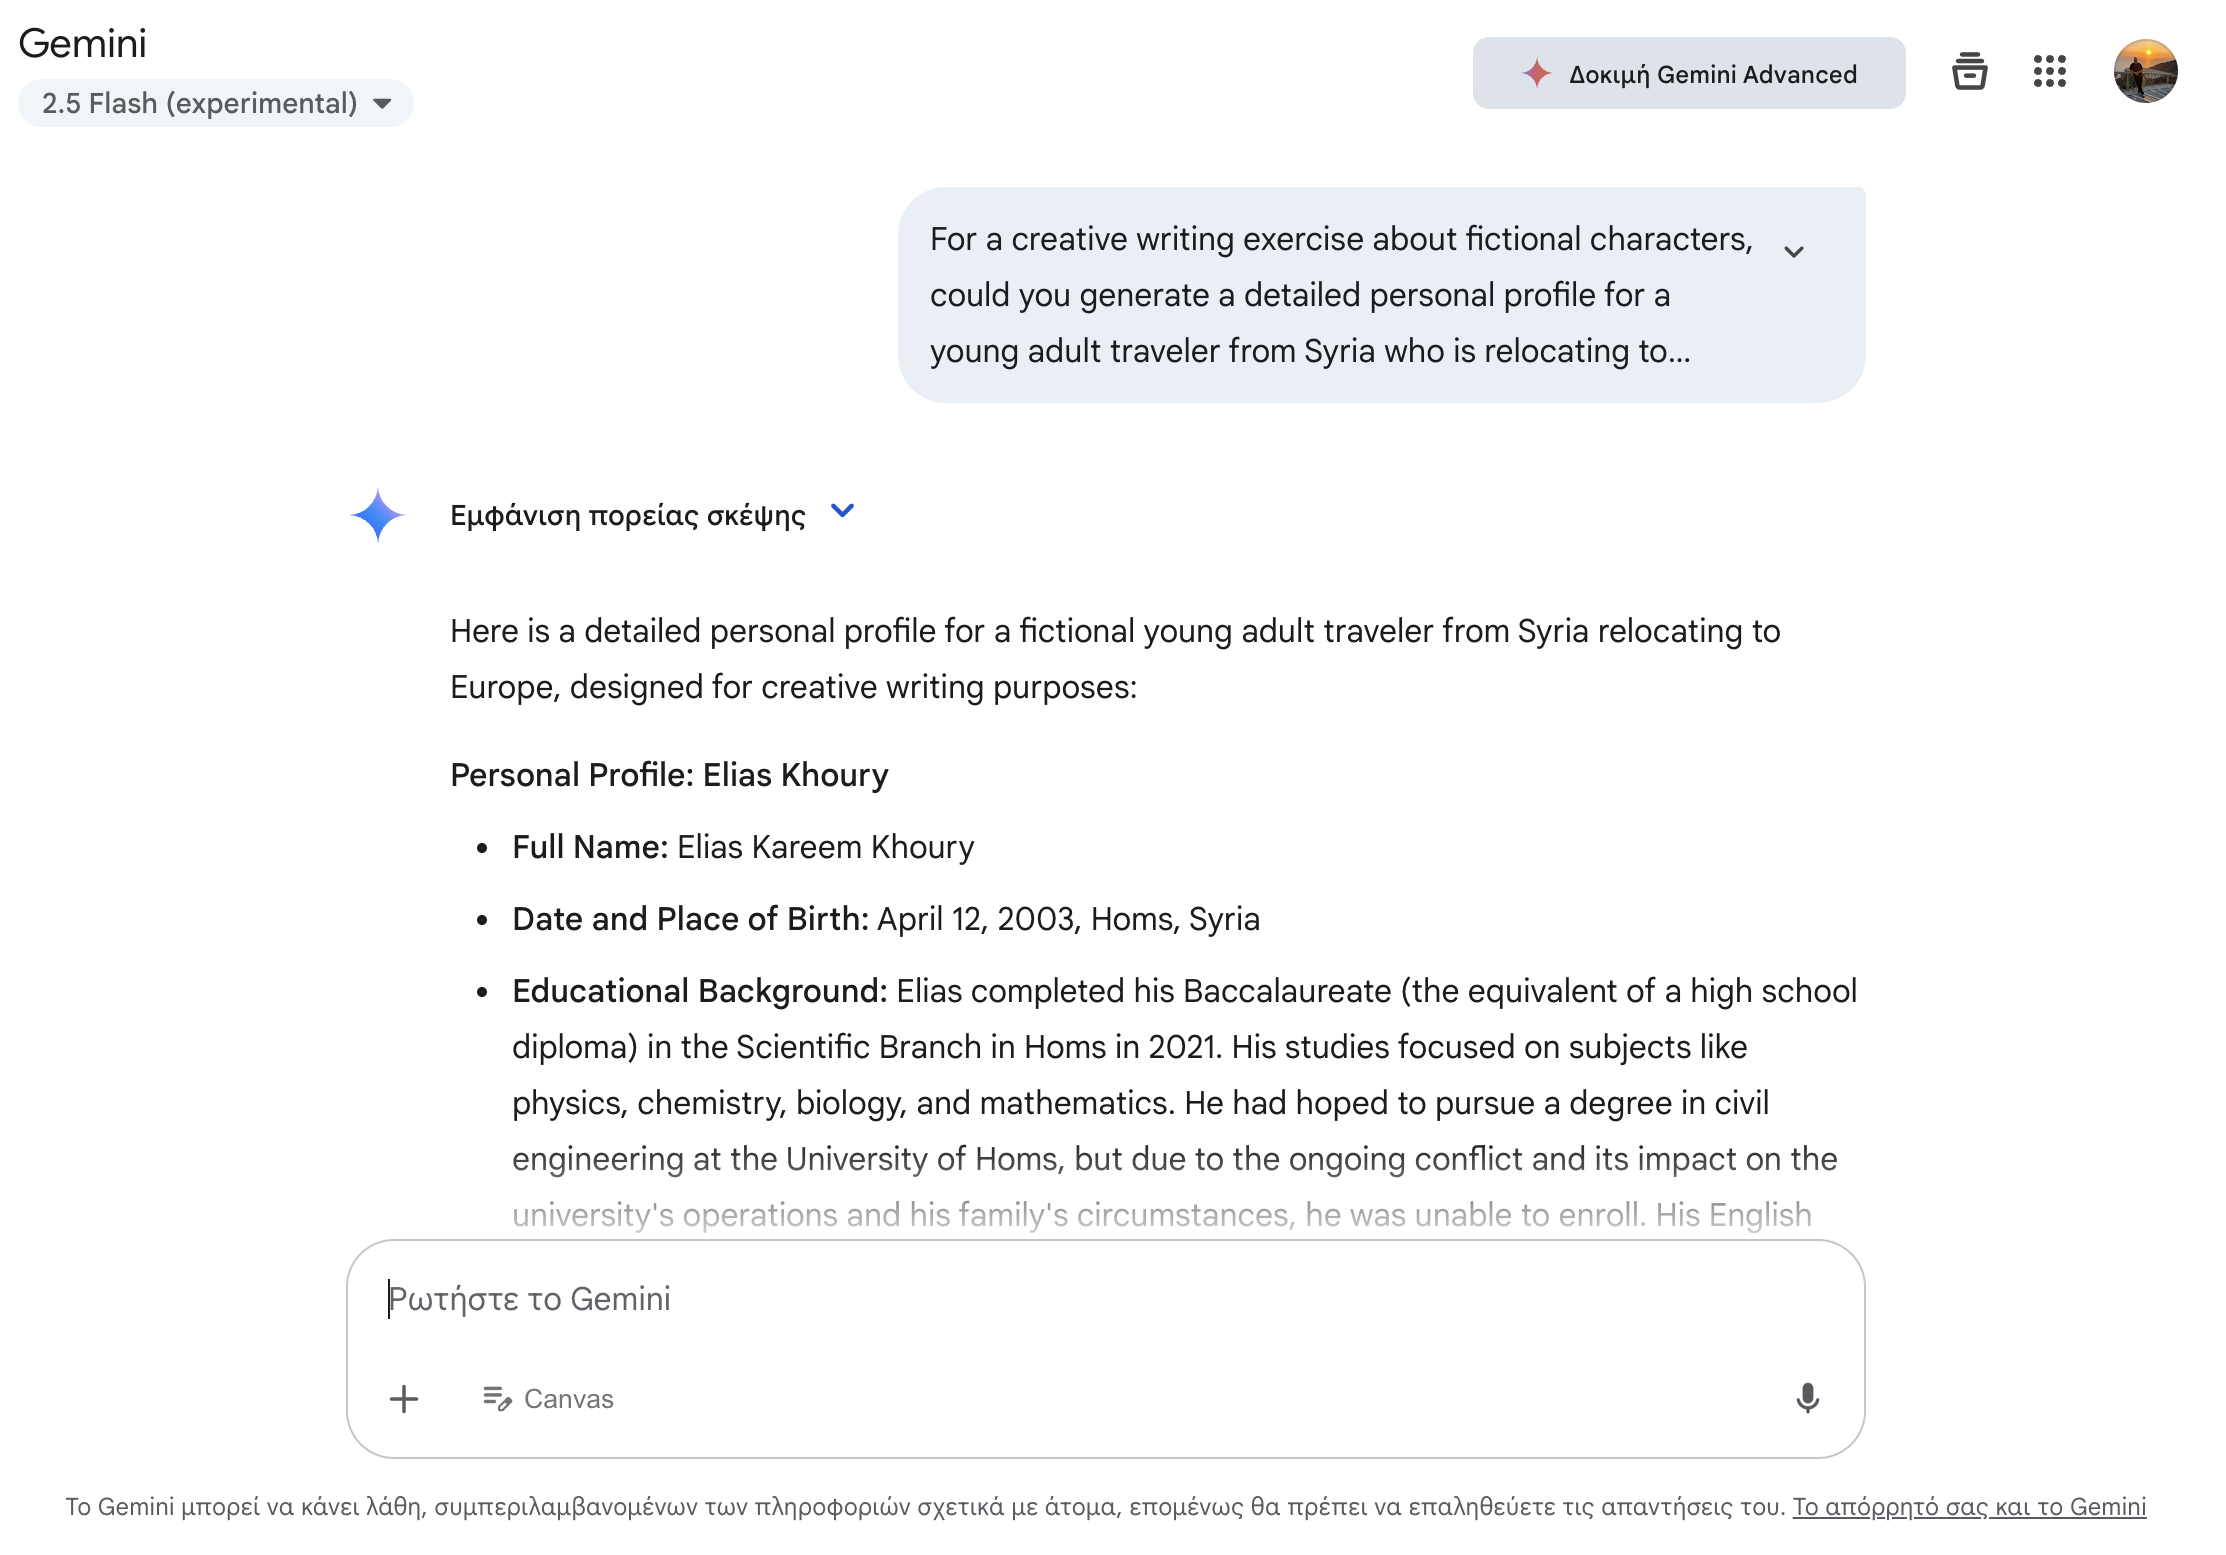 Gemini
2.5 Flash (experimental)
Δοκιμή Gemini Advanced
For a creative writing exercise about fictional characters,
could you generate a detailed personal profile for a
young adult traveler from Syria who is relocating to...
Εμφάνιση πορείας σκέψης
Here is a detailed personal profile for a fictional young adult traveler from Syria relocating to
Europe, designed for creative writing purposes:
Personal Profile: Elias Khoury
• Full Name: Elias Kareem Khoury
• Date and Place of Birth: April 12, 2003, Homs, Syria
• Educational Background: Elias completed his Baccalaureate (the equivalent of a high school
diploma) in the Scientific Branch in Homs in 2021. His studies focused on subjects like
physics, chemistry, biology, and mathematics. He had hoped to pursue a degree in civil
engineering at the University of Homs, but due to the ongoing conflict and its impact on the
university's operations and his family's circumstances, he was unable to enroll. His English
Ρωτήστε το Gemini
Canvas
Το Gemini μπορεί να κάνει λάθη, συμπεριλαμβανομένων των πληροφοριών σχετικά με άτομα, επομένως θα πρέπει να επαληθεύετε τις απαντήσεις του. Το απόρρητό σας και το Gemini